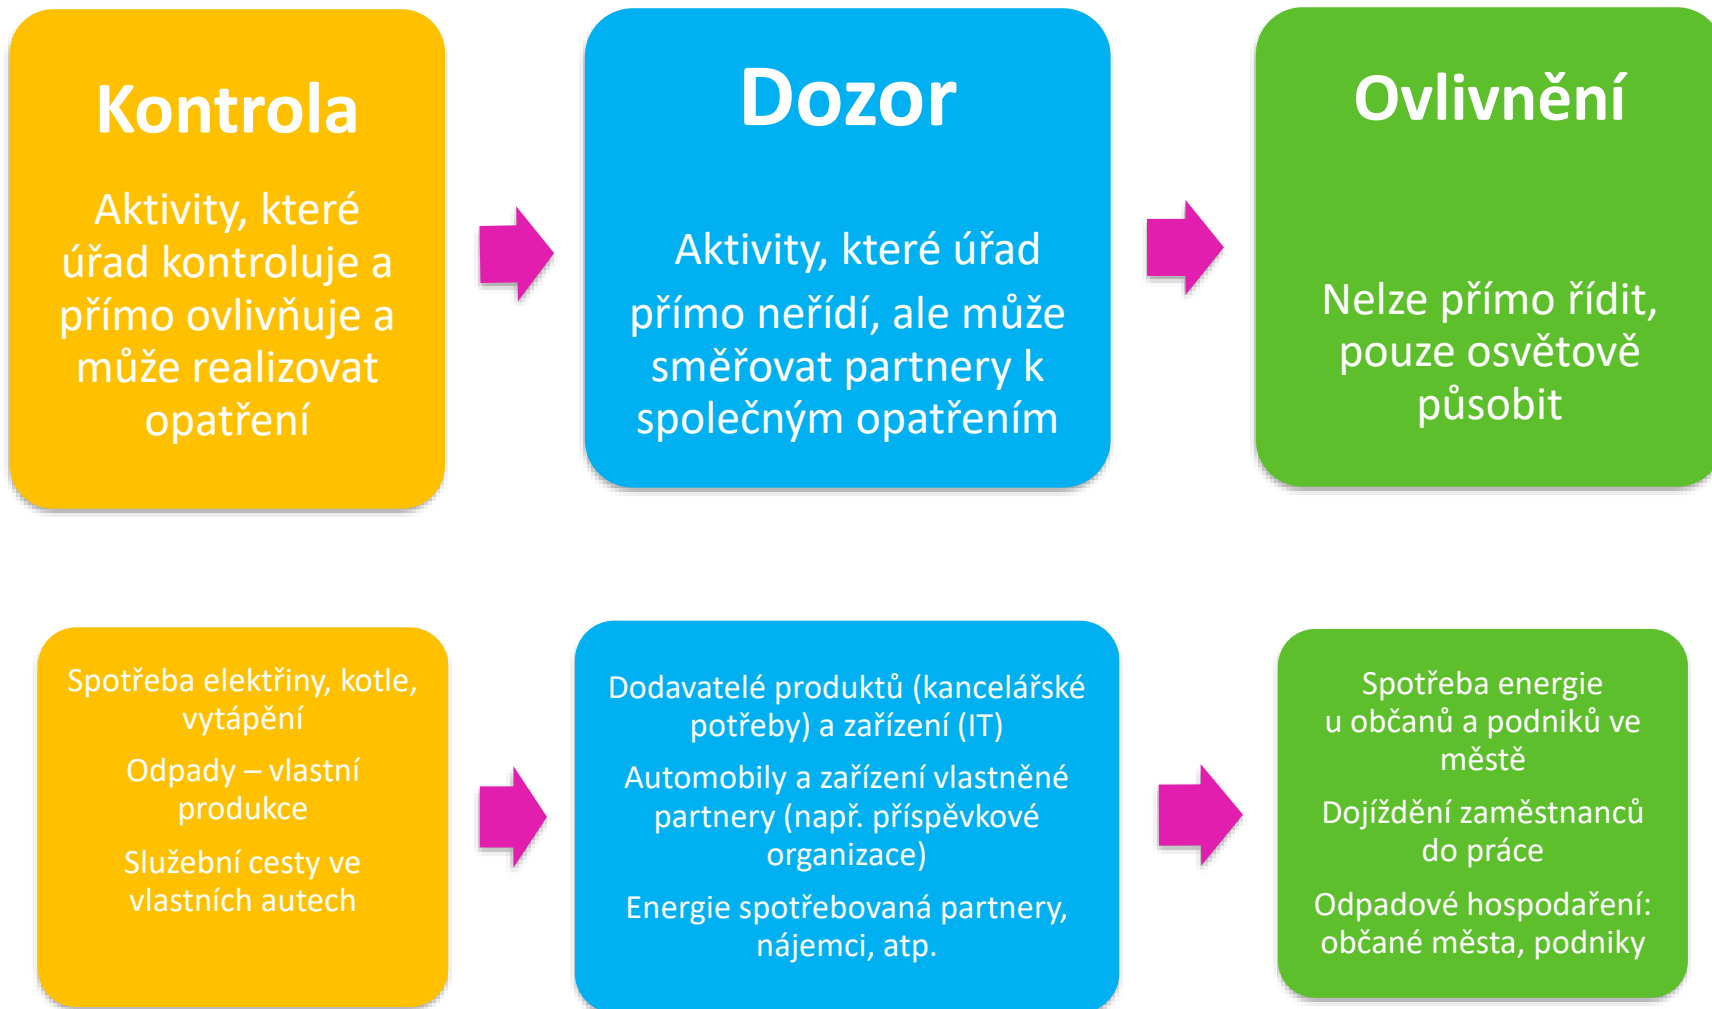 Kontrola
Aktivity, které
úřad kontroluje a
přímo ovlivňuje a
může realizovat
opatření
Dozor
Aktivity, které úřad
přímo neřídí, ale může
směřovat partnery k
společným opatřením
Ovlivnění
Nelze přímo řídit,
pouze osvětově
působit
Spotřeba elektřiny, kotle,
vytápění
Odpady – vlastní
produkce
Služební cesty ve
vlastních autech
Dodavatelé produktů (kancelářské
potřeby) a zařízení (IT)
Automobily a zařízení vlastněné
partnery (např. příspěvkové
organizace)
Energie spotřebovaná partnery,
nájemci, atp.
Spotřeba energie
u občanů a podniků ve
městě
Dojíždění zaměstnanců
do práce
Odpadové hospodaření:
občané města, podniky